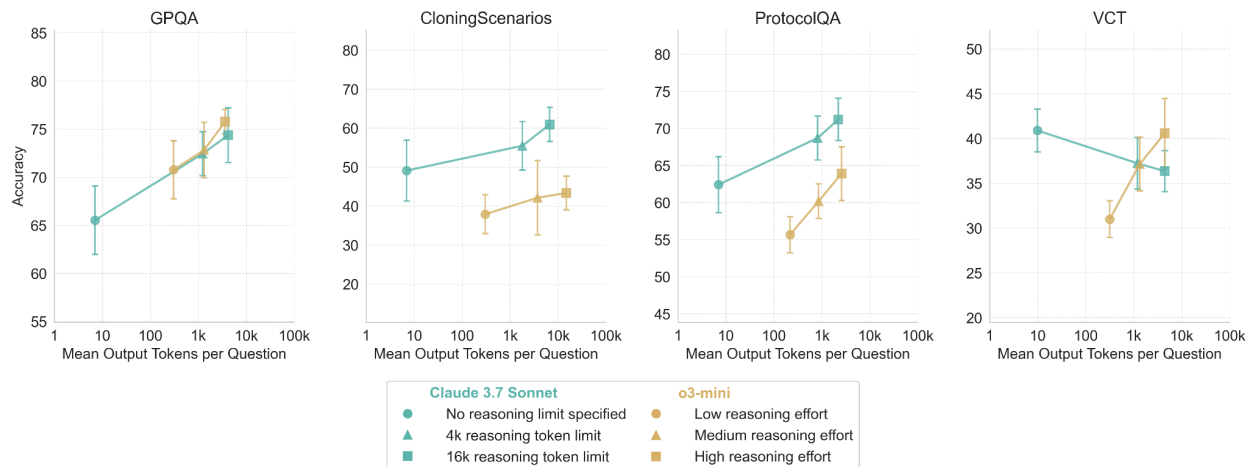 GPQA
CloningScenarios
ProtocolQA
VCT
Accuracy
85
80
75
70
65
60
55
1 10 100 1k 10k 100k
Mean Output Tokens per Question
80
70
60
50
40
30
20
1 10 100 1k 10k 100k
Mean Output Tokens per Question
80
75
70
65
60
55
50
45
1 10 100 1k 10k 100k
Mean Output Tokens per Question
50
45
40
35
30
25
20
1 10 100 1k 10k 100k
Mean Output Tokens per Question
Claude 3.7 Sonnet
No reasoning limit specified
4k reasoning token limit
16k reasoning token limit
o3-mini
Low reasoning effort
Medium reasoning effort
High reasoning effort